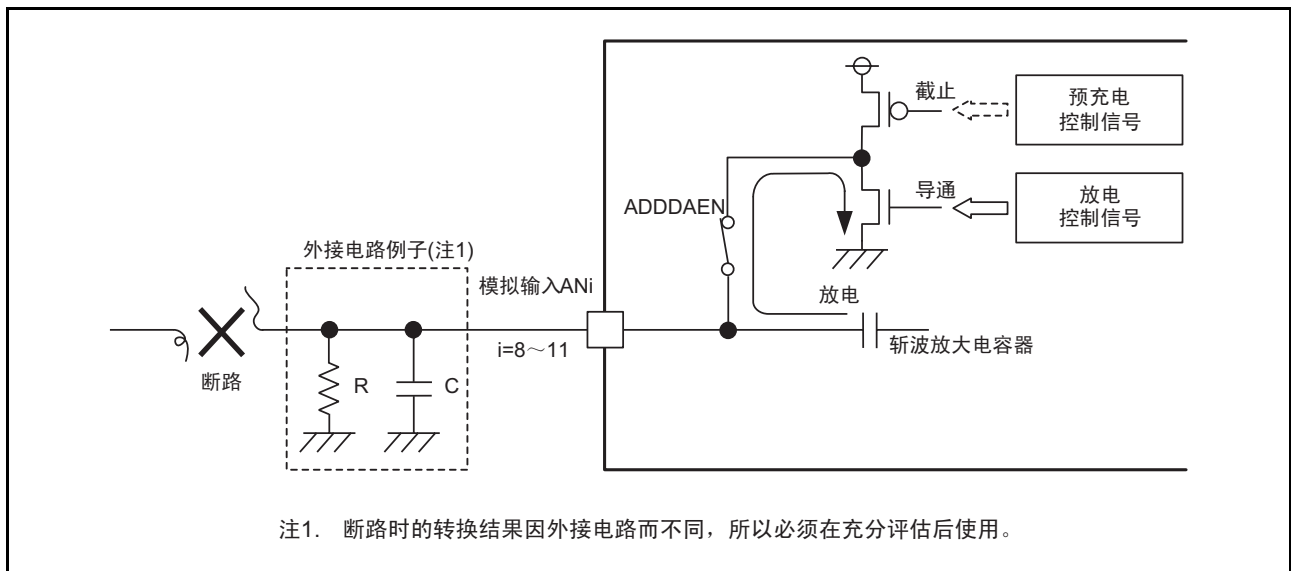 截止
预充电
控制信号
导通
放电
控制信号
ADDDAEN
外接电路例子(注1)
模拟输入ANi
i=8～11
放电
斩波放大电容器
断路
R
C
注1. 断路时的转换结果因外接电路而不同，所以必须在充分评估后使用。